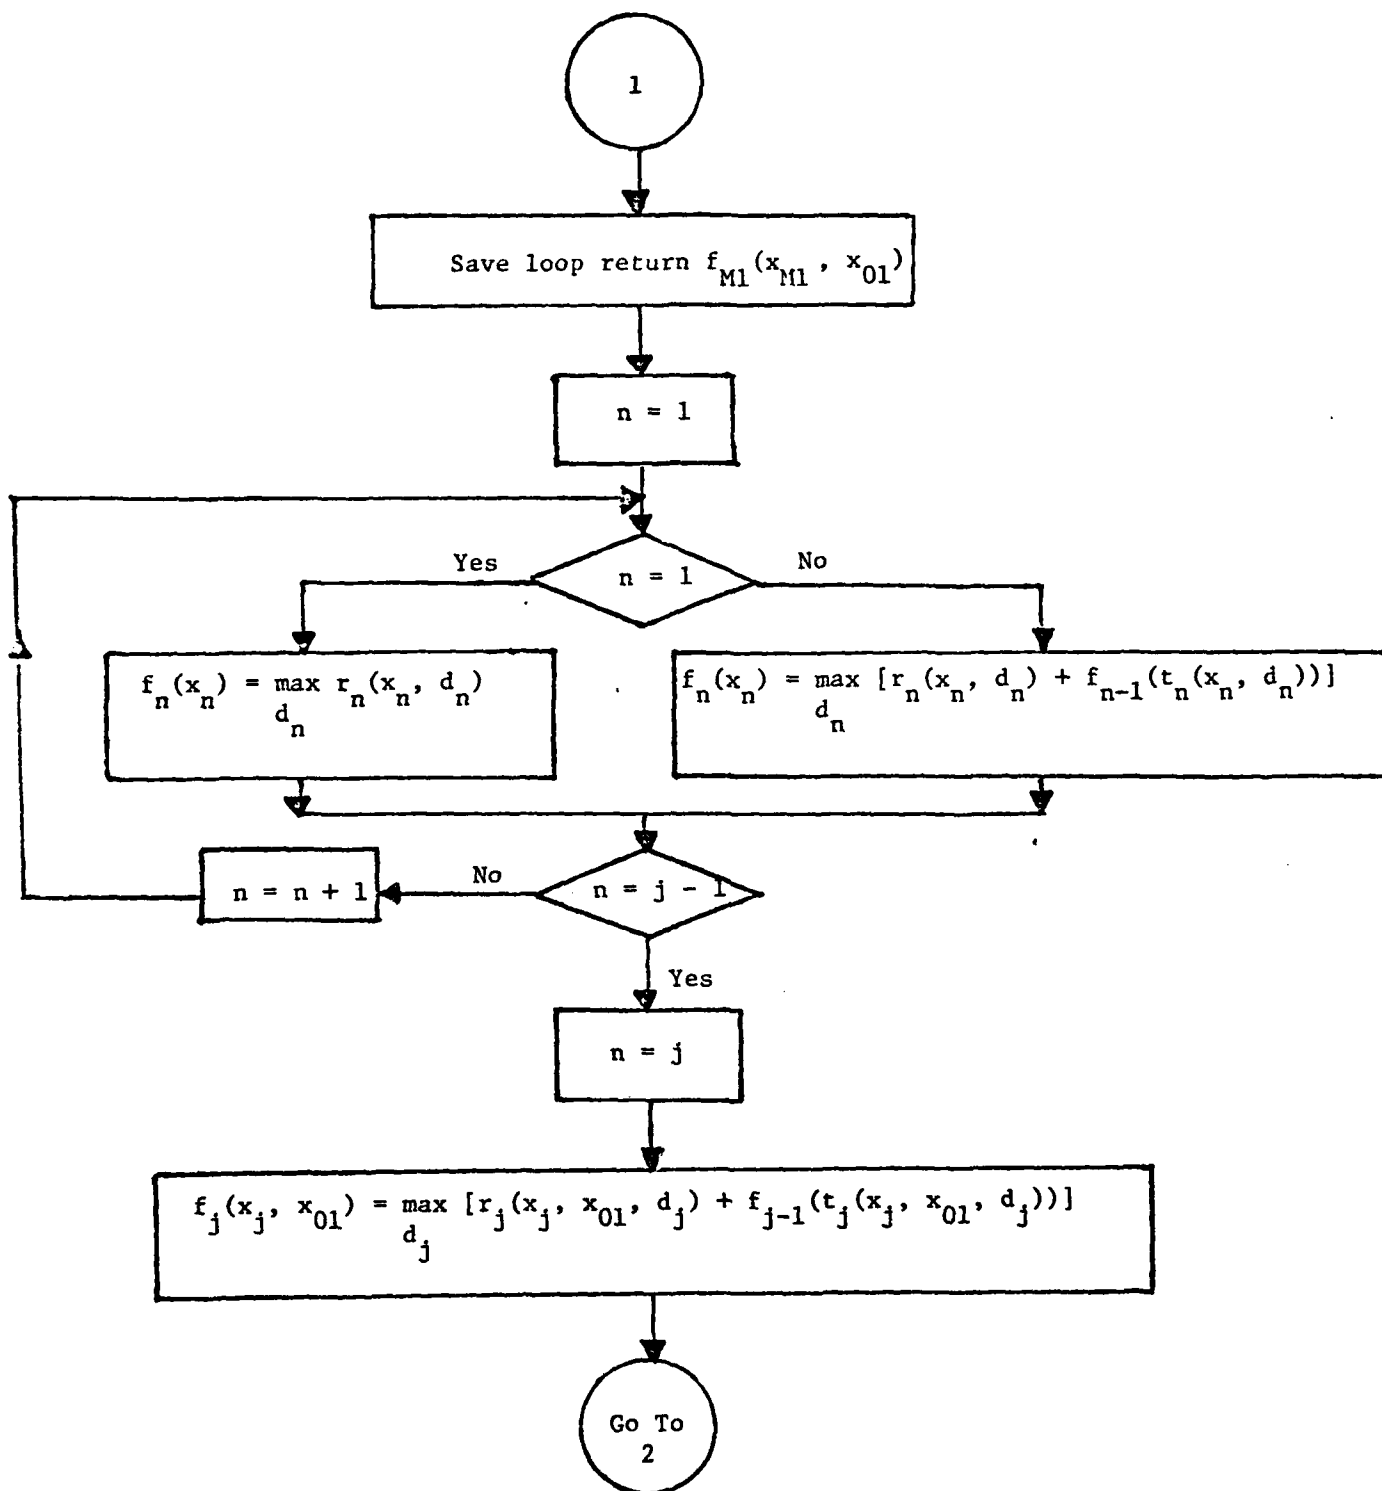 1
Save loop return f_M1(x_M1 , x_01)
n = 1
Yes
n = 1
No
f_n(x_n) = max r_n(x_n, d_n)
d_n
f_n(x_n) = max [r_n(x_n, d_n) + f_n-1(t_n(x_n, d_n))]
d_n
n = n + 1
No
n = j - 1
Yes
n = j
f_j(x_j, x_01) = max [r_j(x_j, x_01, d_j) + f_j-1(t_j(x_j, x_01, d_j))]
d_j
Go To
2